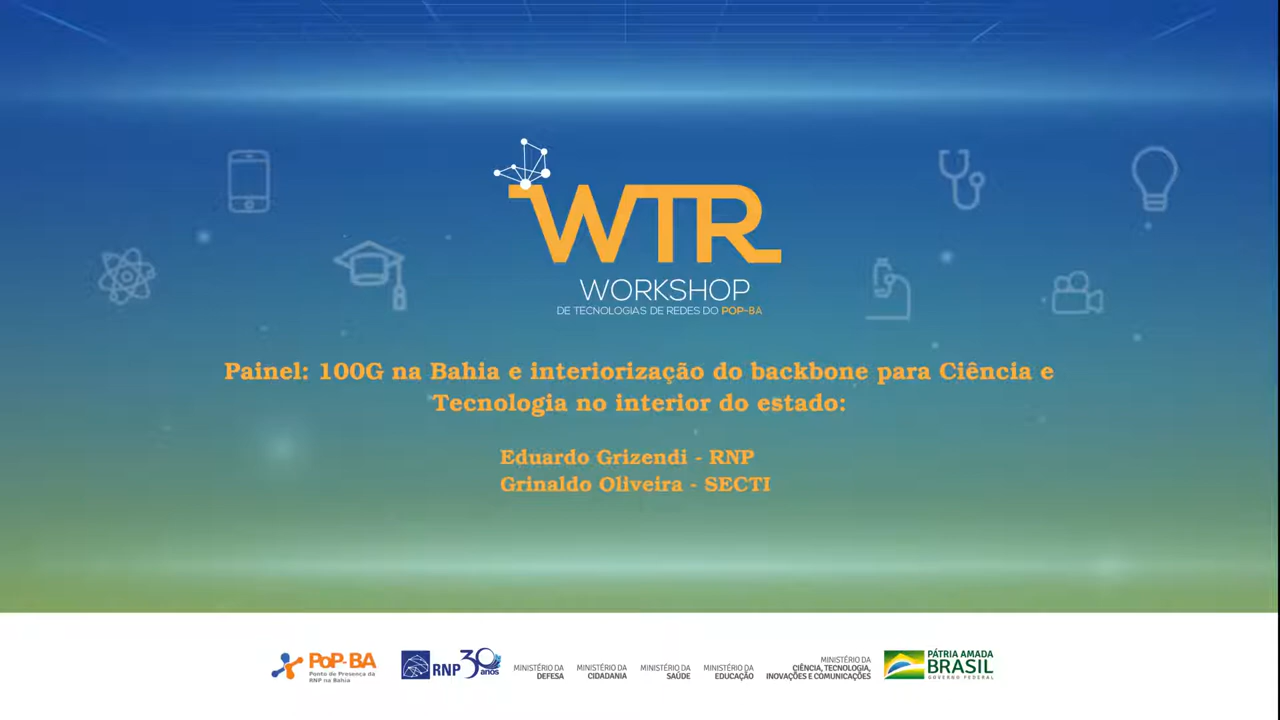 WTR
WORKSHOP
DE TECNOLOGIAS DE REDES DO POP-BA
Painel: 100G na Bahia e interiorização do backbone para Ciência e
Tecnologia no interior do estado:
Eduardo Grizendi - RNP
Grinaldo Oliveira - SECTI
PoP-BA
Ponto de Presença da
RNP na Bahia
RNP 30 anos
MINISTÉRIO DA
DEFESA
MINISTÉRIO DA
CIDADANIA
MINISTÉRIO DA
SAÚDE
MINISTÉRIO DA
EDUCAÇÃO
MINISTÉRIO DA
CIÊNCIA, TECNOLOGIA,
INOVAÇÕES E COMUNICAÇÕES
PÁTRIA AMADA
BRASIL
GOVERNO FEDERAL